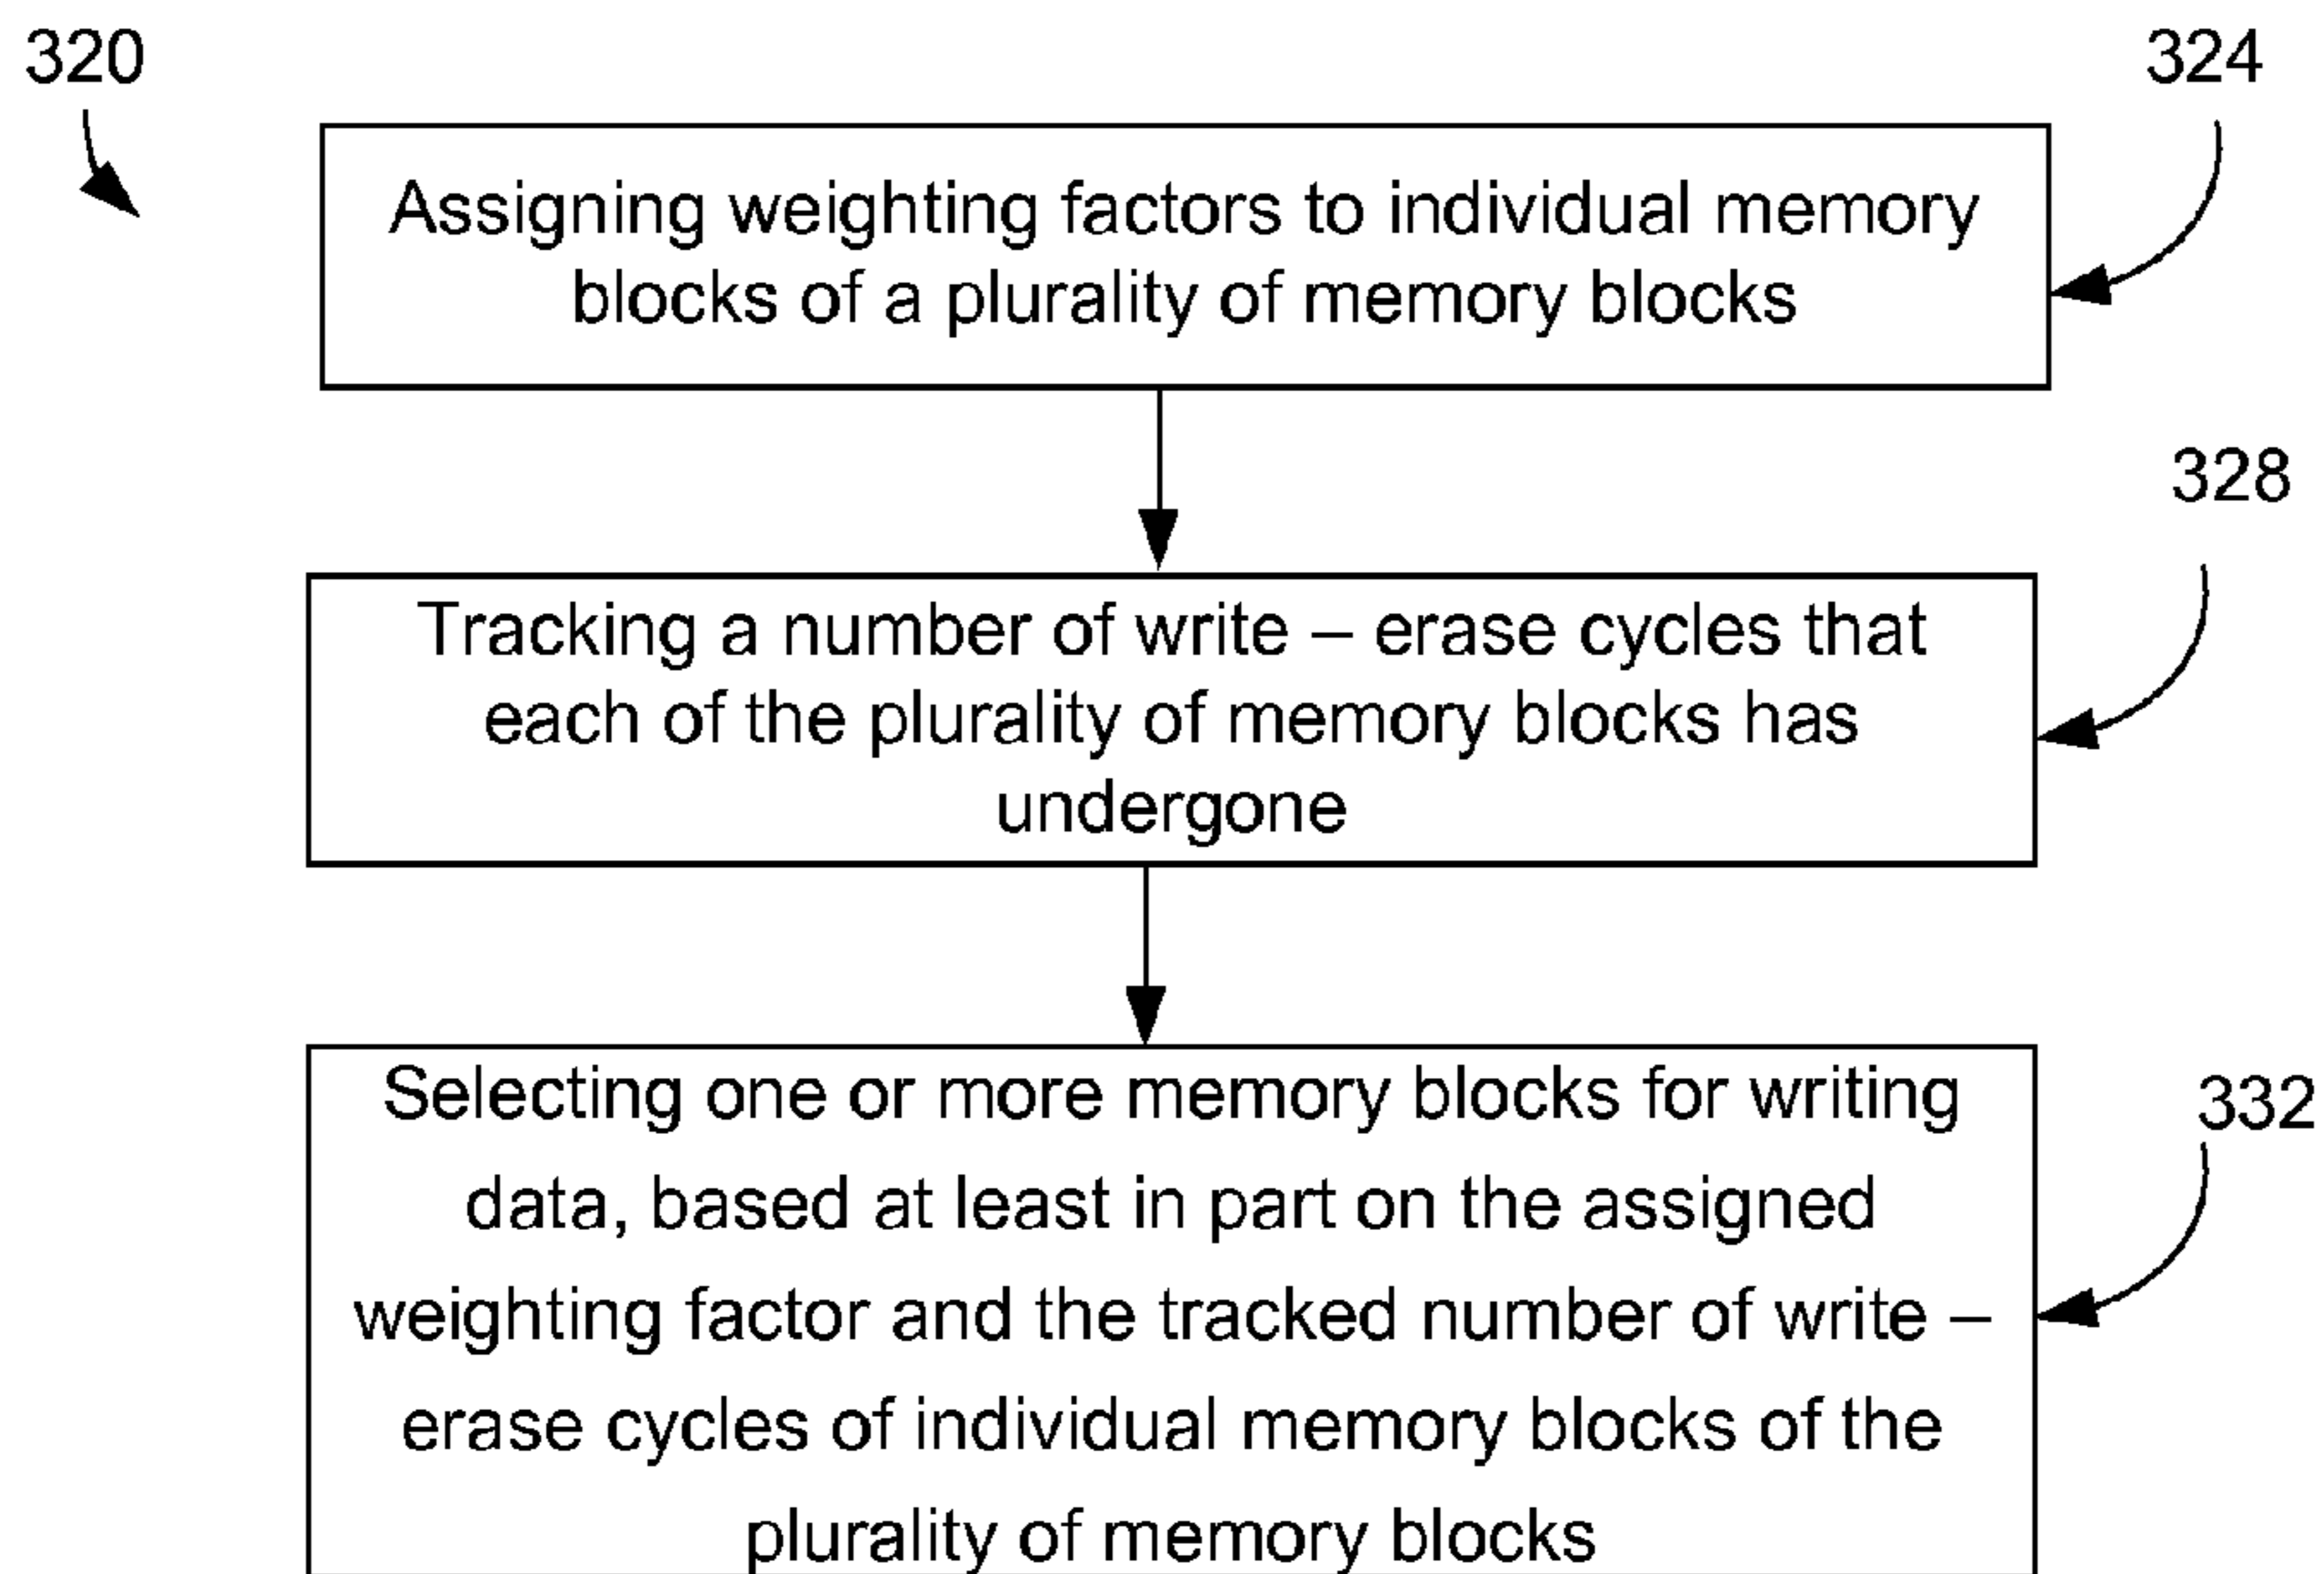 320
324
Assigning weighting factors to individual memory
blocks of a plurality of memory blocks
328
Tracking a number of write – erase cycles that
each of the plurality of memory blocks has
undergone
332
Selecting one or more memory blocks for writing
data, based at least in part on the assigned
weighting factor and the tracked number of write –
erase cycles of individual memory blocks of the
plurality of memory blocks